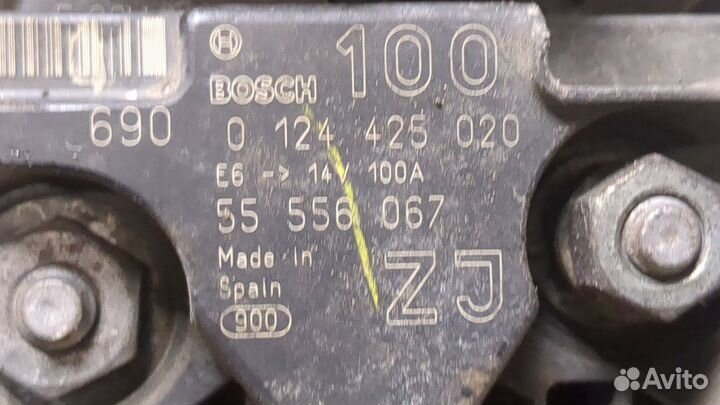 100
BOSCH
690
0 124 425 020
E6 -> 14V 100A
55 556 067
Made in
Spain
ZJ
900
Avito